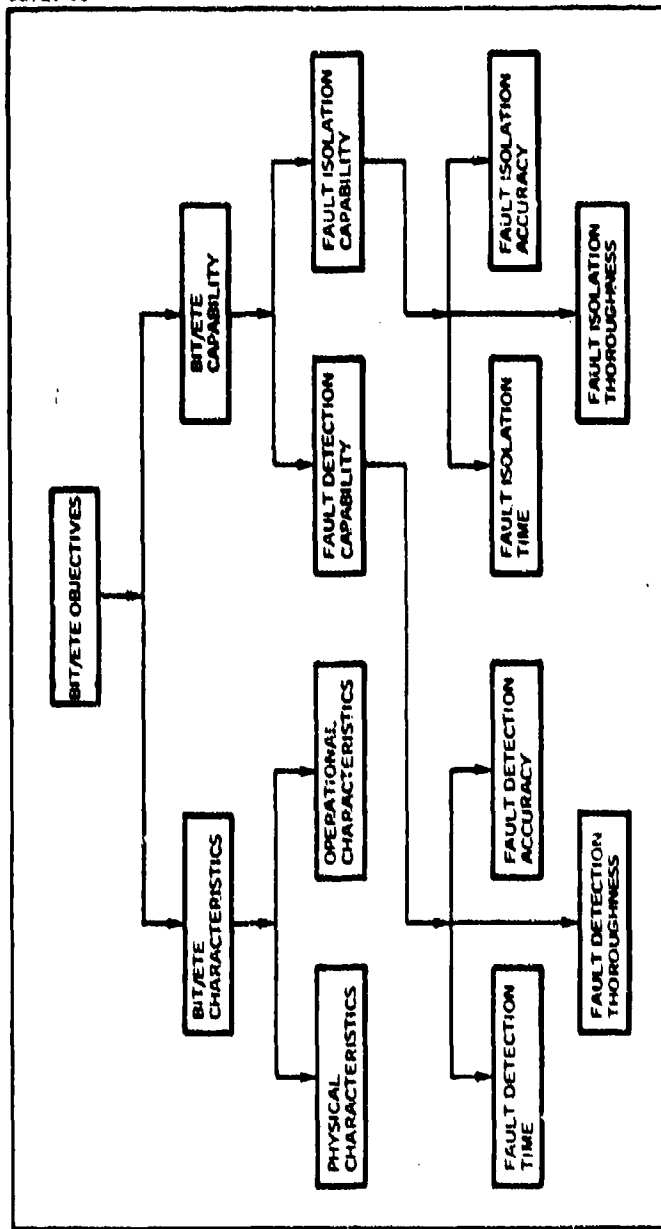 BIT/ETE OBJECTIVES
BIT/ETE
CHARACTERISTICS
BIT/ETE
CAPABILITY
PHYSICAL
CHARACTERISTICS
OPERATIONAL
CHARACTERISTICS
FAULT DETECTION
CAPABILITY
FAULT ISOLATION
CAPABILITY
FAULT DETECTION
TIME
FAULT DETECTION
ACCURACY
FAULT ISOLATION
TIME
FAULT ISOLATION
ACCURACY
FAULT DETECTION
THOROUGHNESS
FAULT ISOLATION
THOROUGHNESS